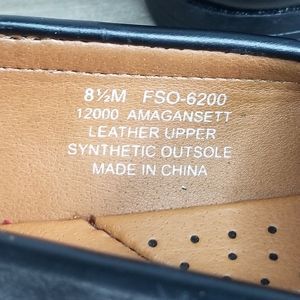 8½M FSO-6200
12000 AMAGANSETT
LEATHER UPPER
SYNTHETIC OUTSOLE
MADE IN CHINA